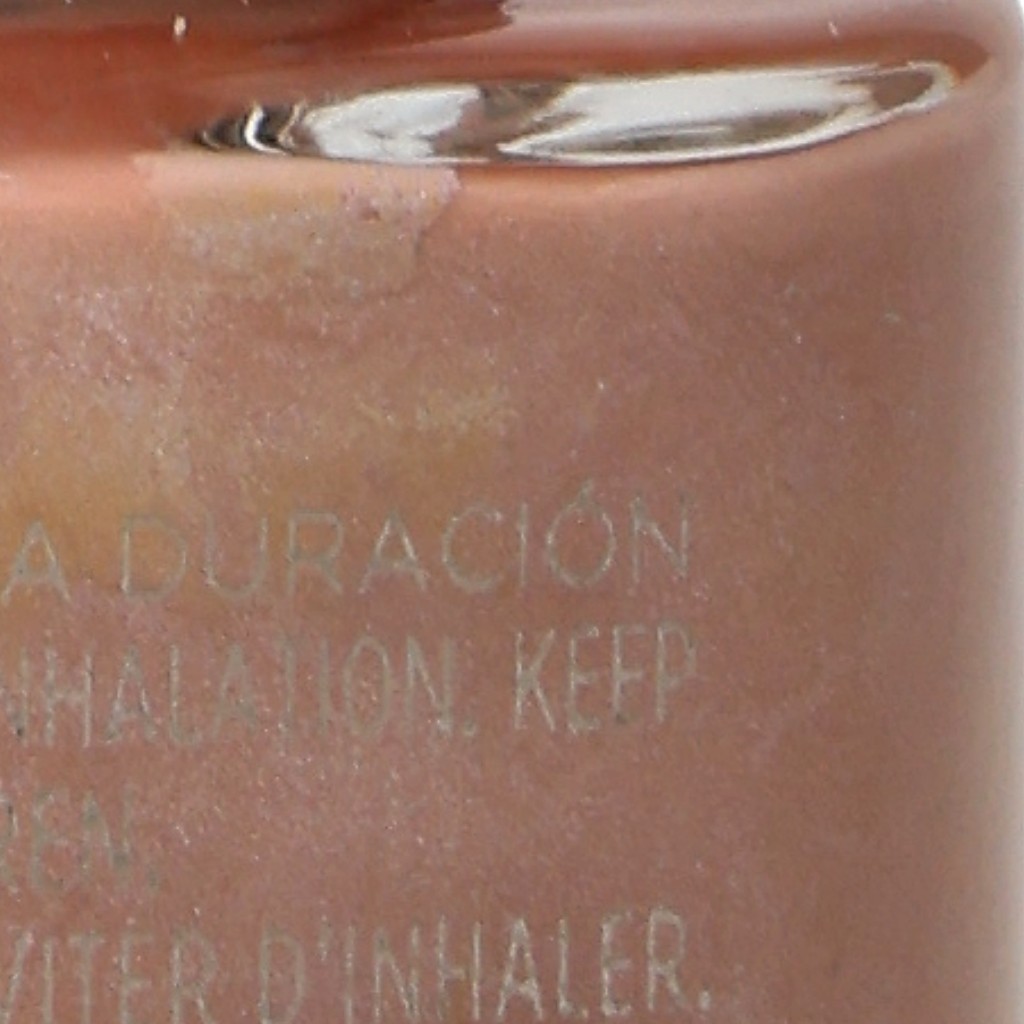 A DURACIÓN
NHALATION. KEEP
REN.
VITER D'INHALER.